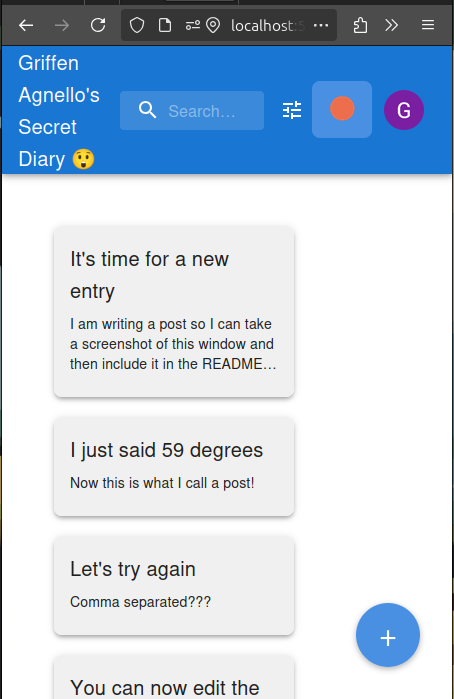 localhost:5
Griffen
Agnello's
Secret
Diary 😲
Search…
G
It's time for a new
entry
I am writing a post so I can take
a screenshot of this window and
then include it in the README…
I just said 59 degrees
Now this is what I call a post!
Let's try again
Comma separated???
+
You can now edit the